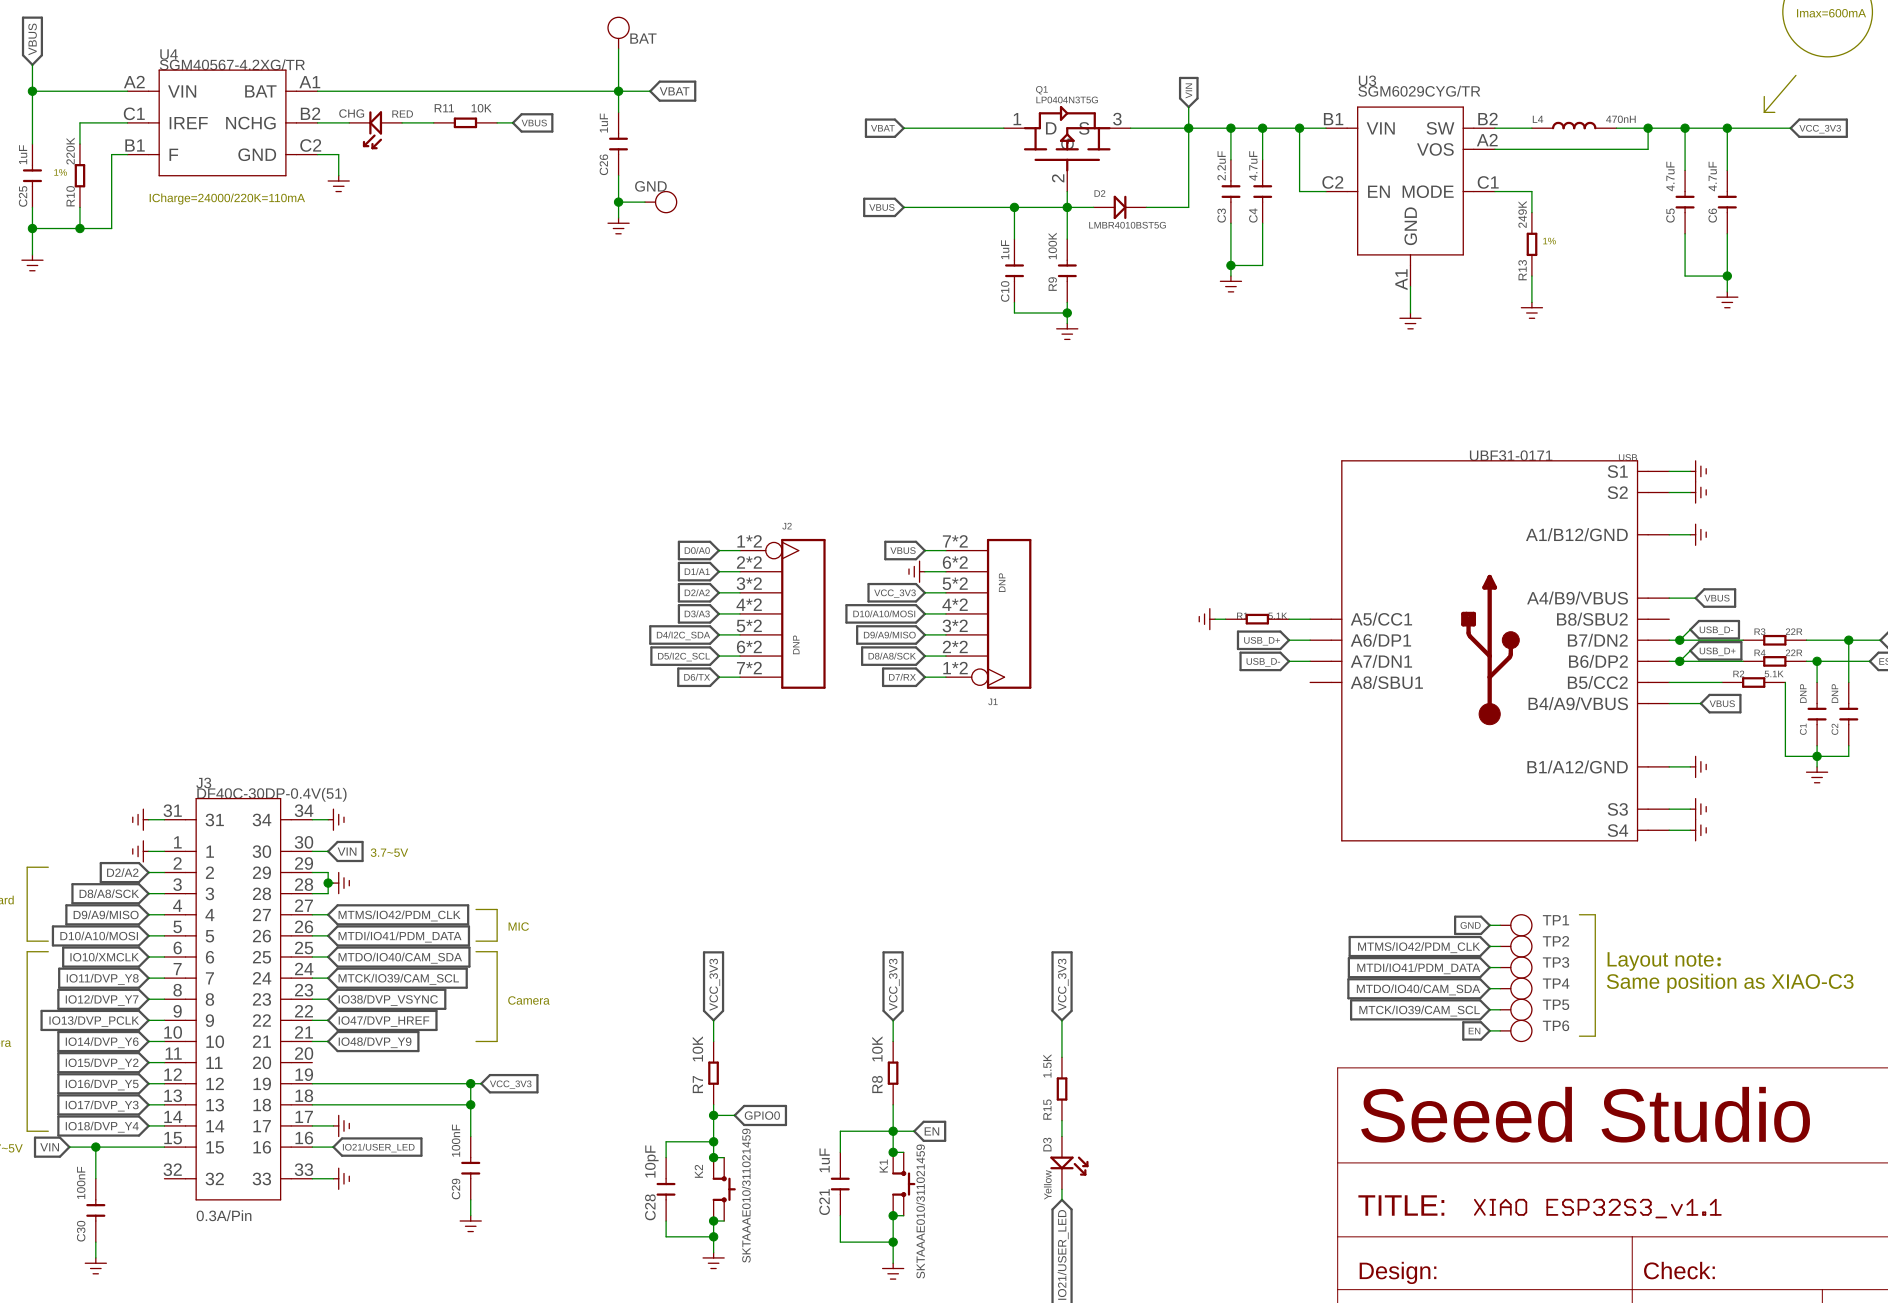 VBUS
U4
SGM40567-4.2XG/TR
A2
VIN
BAT
A1
C1
IREF
NCHG
B2
B1
F
GND
C2
CHG
RED
R11
10K
VBUS
1uF
C25
1%
220K
R10
ICharge=24000/220K=110mA
BAT
VBAT
1uF
C26
GND
VBAT
Q1
LP0404N3T5G
1
D
S
3
2
VIN
VBUS
D2
LMBR4010BST5G
1uF
C10
100K
R9
2.2uF
C3
4.7uF
C4
U3
SGM6029CYG/TR
B1
VIN
SW
B2
VOS
A2
C2
EN
MODE
C1
GND
A1
L4
470nH
249K
1%
R13
4.7uF
C5
4.7uF
C6
VCC_3V3
Imax=600mA
J2
D0/A0
1*2
D1/A1
2*2
D2/A2
3*2
D3/A3
4*2
D4/I2C_SDA
5*2
D5/I2C_SCL
6*2
D6/TX
7*2
DNP
VBUS
7*2
6*2
VCC_3V3
5*2
D10/A10/MOSI
4*2
D9/A9/MISO
3*2
D8/A8/SCK
2*2
D7/RX
1*2
DNP
J1
UBF31-0171
USB
S1
S2
A1/B12/GND
A4/B9/VBUS
VBUS
B8/SBU2
B7/DN2
USB_D-
R3
22R
B6/DP2
USB_D+
R4
22R
B5/CC2
R2
5.1K
B4/A9/VBUS
VBUS
B1/A12/GND
S3
S4
R1
5.1K
A5/CC1
USB_D+
A6/DP1
USB_D-
A7/DN1
A8/SBU1
DNP
C1
DNP
C2
ES
J3
DF40C-30DP-0.4V(51)
31
31
34
34
1
1
30
30
VIN
3.7~5V
D2/A2
2
2
29
29
D8/A8/SCK
3
3
28
28
ard
D9/A9/MISO
4
4
27
27
MTMS/IO42/PDM_CLK
MIC
D10/A10/MOSI
5
5
26
26
MTDI/IO41/PDM_DATA
IO10/XMCLK
6
6
25
25
MTDO/IO40/CAM_SDA
IO11/DVP_Y8
7
7
24
24
MTCK/IO39/CAM_SCL
IO12/DVP_Y7
8
8
23
23
IO38/DVP_VSYNC
Camera
IO13/DVP_PCLK
9
9
22
22
IO47/DVP_HREF
ra
IO14/DVP_Y6
10
10
21
21
IO48/DVP_Y9
IO15/DVP_Y2
11
11
20
20
IO16/DVP_Y5
12
12
19
19
VCC_3V3
IO17/DVP_Y3
13
13
18
18
IO18/DVP_Y4
14
14
17
17
~5V
VIN
15
15
16
16
IO21/USER_LED
32
32
33
33
0.3A/Pin
100nF
C30
100nF
C29
VCC_3V3
R7 10K
GPIO0
C28 10pF
K2
SKTAAAE010/311021459
VCC_3V3
R8 10K
EN
C21 1uF
K1
SKTAAAE010/311021459
VCC_3V3
R15 1.5K
D3
Yellow
IO21/USER_LED
GND
TP1
MTMS/IO42/PDM_CLK
TP2
MTDI/IO41/PDM_DATA
TP3
MTDO/IO40/CAM_SDA
TP4
MTCK/IO39/CAM_SCL
TP5
EN
TP6
Layout note:
Same position as XIAO-C3
Seeed Studio
TITLE: XIAO ESP32S3_v1.1
Design:
Check: